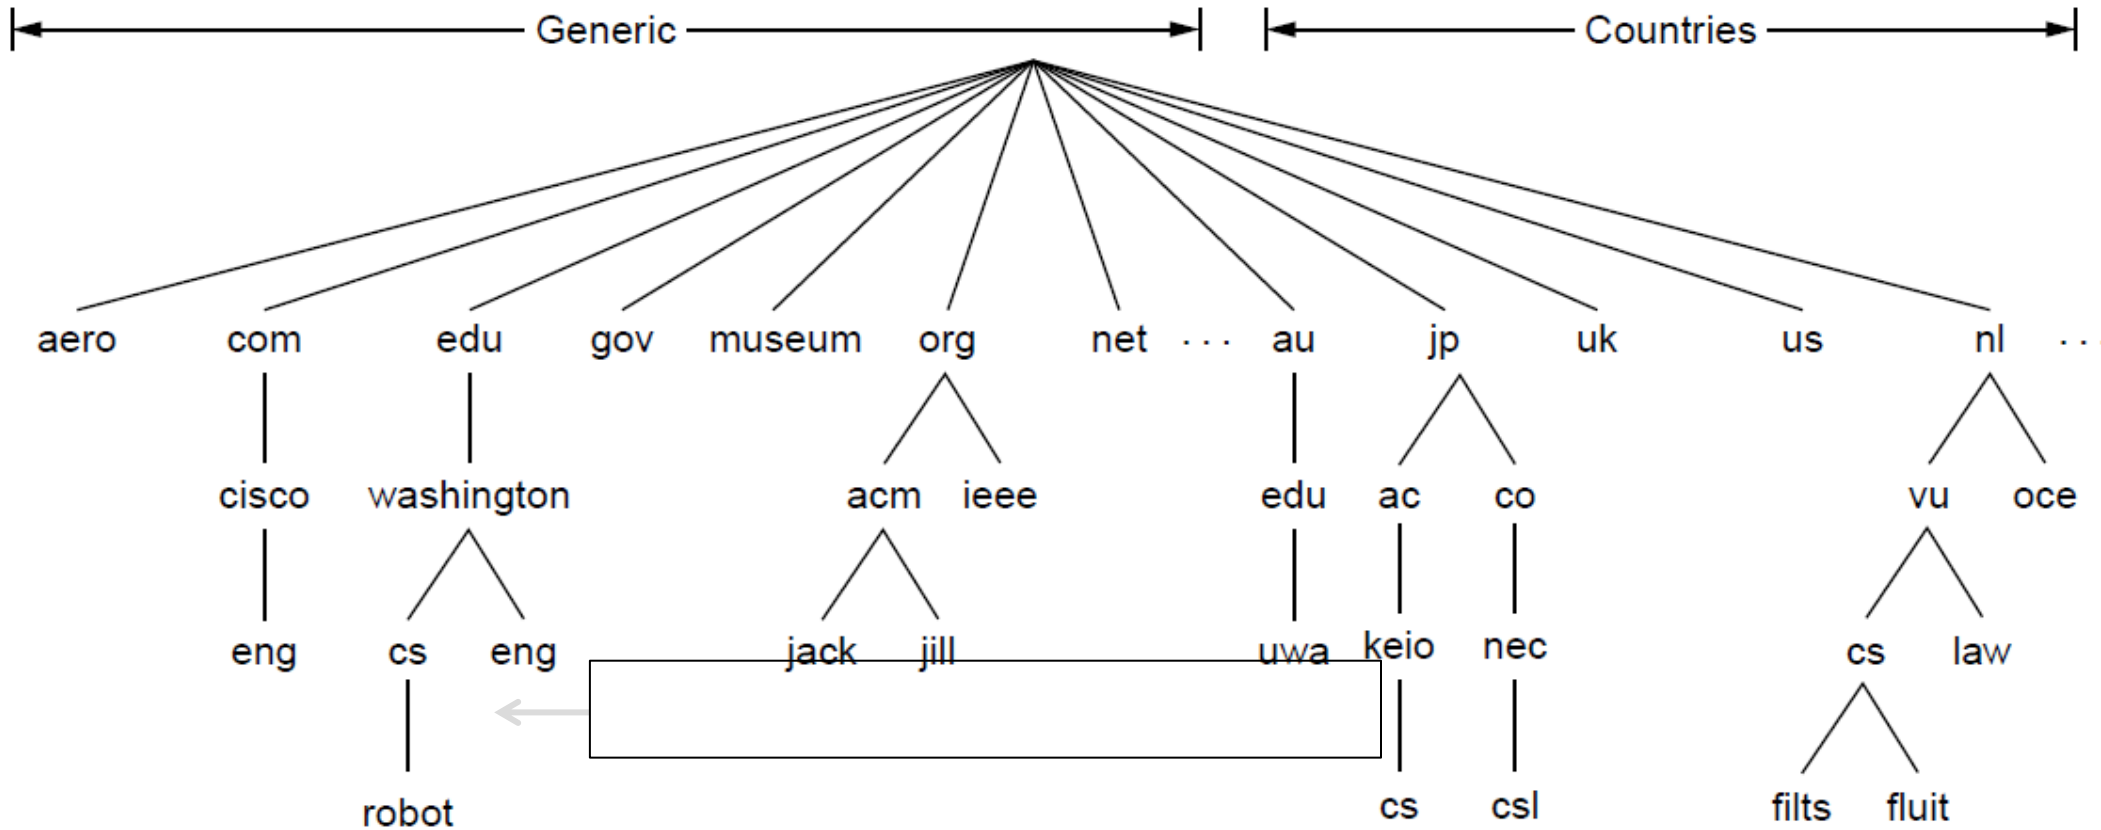 Generic Countries
aero com edu gov museum org net ... au jp uk us nl ...
cisco washington acm ieee edu ac co vu oce
eng cs eng jack jill uwa keio nec cs law
robot cs csl filts fluit